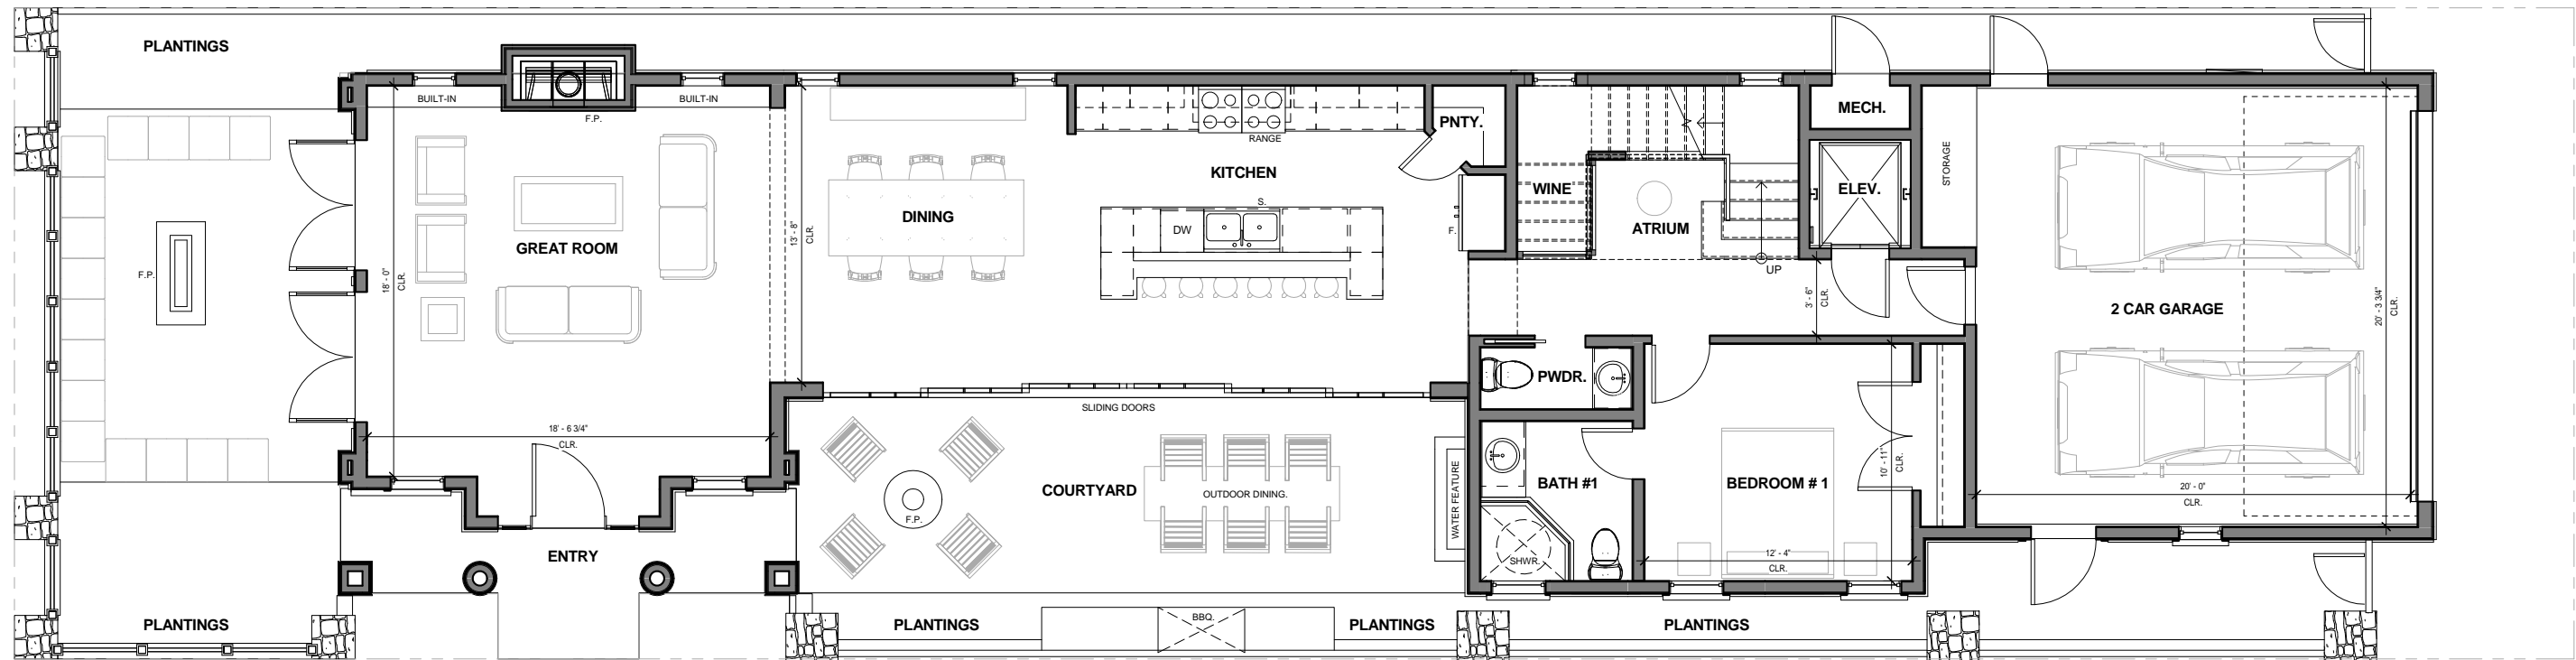 PLANTINGS
BUILT-IN
BUILT-IN
F.P.
MECH.
PNTY.
RANGE
STORAGE
KITCHEN
WINE
ELEV.
S.
DINING
DW
F.
ATRIUM
GREAT ROOM
13' - 8"
CLR.
F.P.
18' - 0"
CLR.
UP
3' - 6"
CLR.
2 CAR GARAGE
20' - 3 3/4"
CLR.
PWDR.
SLIDING DOORS
18' - 6 3/4"
CLR.
10' - 11"
CLR.
COURTYARD
OUTDOOR DINING.
WATER FEATURE
BATH #1
BEDROOM # 1
20' - 0"
CLR.
F.P.
ENTRY
SHWR.
12' - 4"
CLR.
PLANTINGS
PLANTINGS
BBQ.
PLANTINGS
PLANTINGS